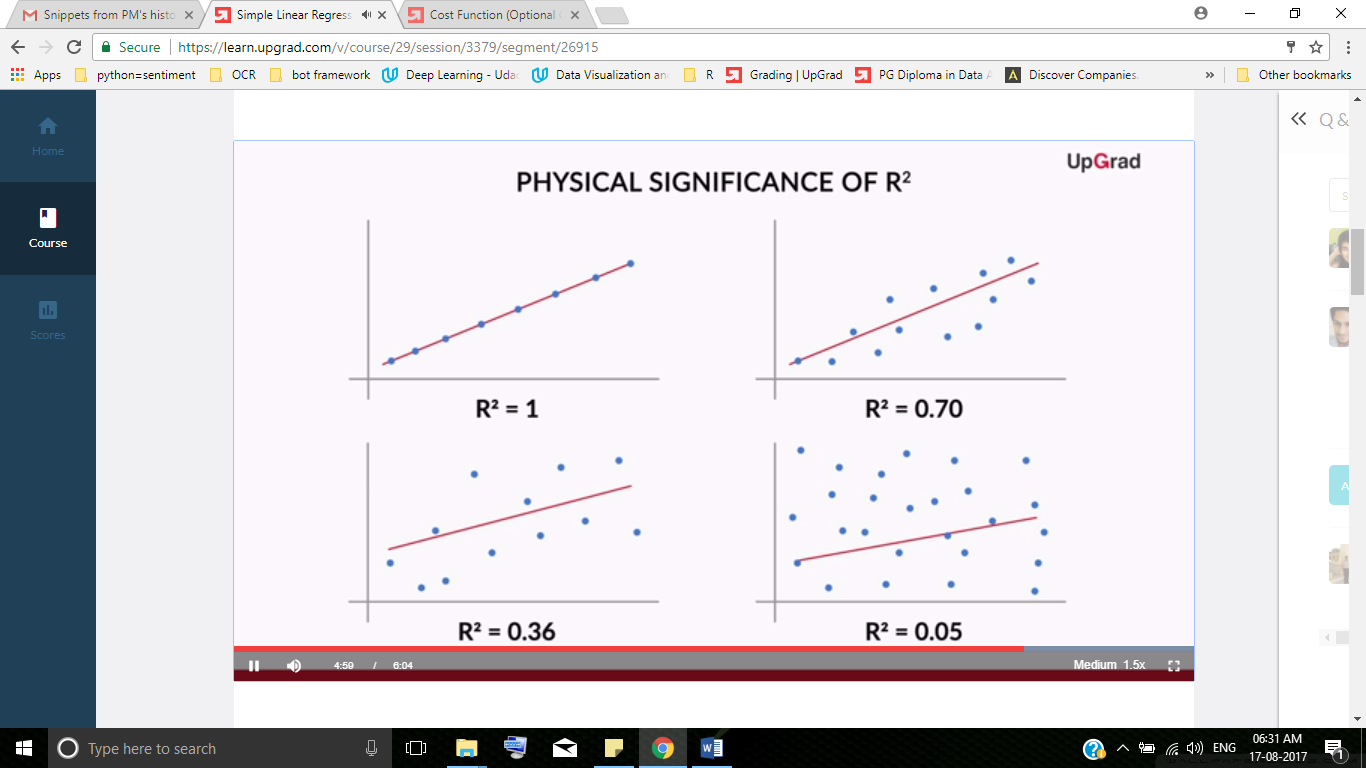 Snippets from PM's histo
Simple Linear Regress
Cost Function (Optional
Secure
https://learn.upgrad.com/v/course/29/session/3379/segment/26915
Apps
python=sentiment
OCR
bot framework
Deep Learning - Uda
Data Visualization an
R
Grading | UpGrad
PG Diploma in Data A
A
Discover Companies
»
Other bookmarks
Home
Course
Scores
Q &
S
A
UpGrad
PHYSICAL SIGNIFICANCE OF R²
R² = 1
R² = 0.70
R² = 0.36
R² = 0.05
4:59 / 6:04
Medium 1.5x
Type here to search
ENG
06:31 AM
17-08-2017
1